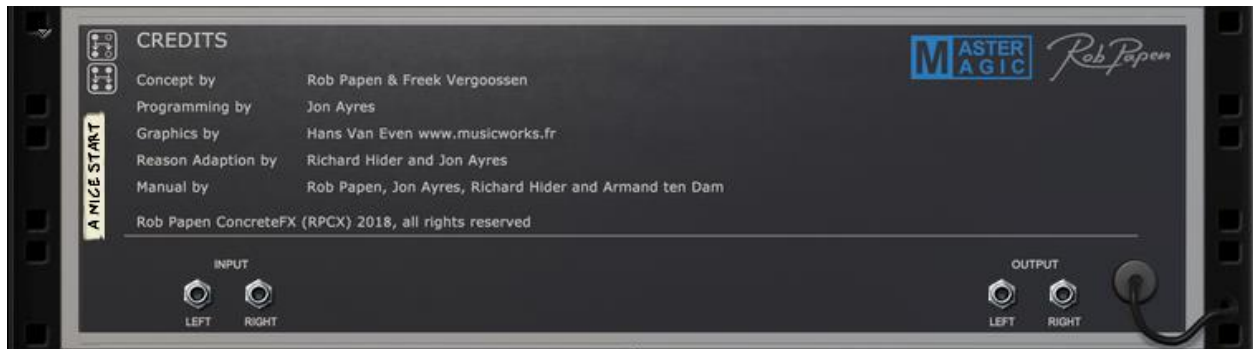 CREDITS
Concept by Rob Papen & Freek Vergoossen
Programming by Jon Ayres
Graphics by Hans Van Even www.musicworks.fr
Reason Adaption by Richard Hider and Jon Ayres
Manual by Rob Papen, Jon Ayres, Richard Hider and Armand ten Dam
Rob Papen ConcreteFX (RPCX) 2018, all rights reserved
MASTER
MAGIC
Rob Papen
A NICE START
INPUT
LEFT RIGHT
OUTPUT
LEFT RIGHT